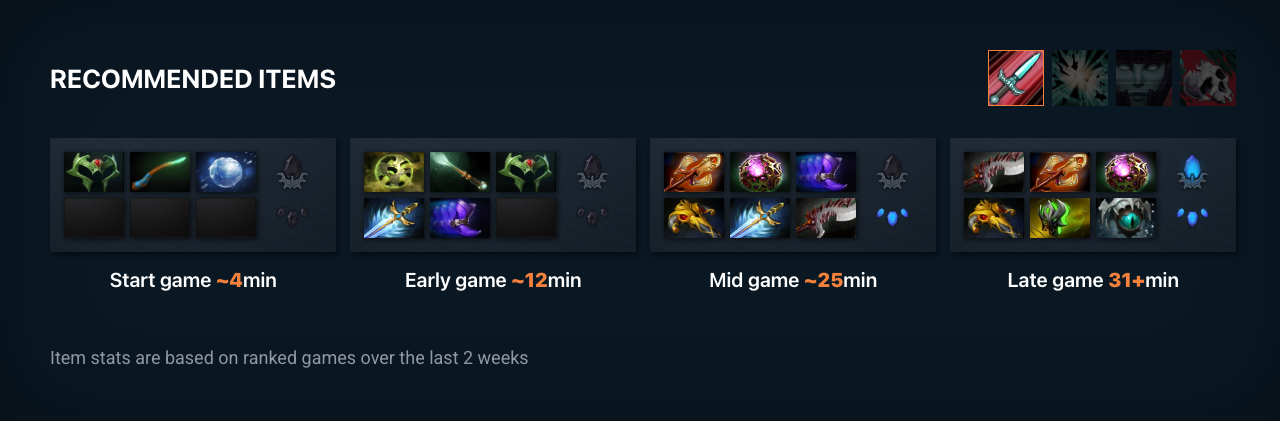 RECOMMENDED ITEMS
Start game ~4min
Early game ~12min
Mid game ~25min
Late game 31+min
Item stats are based on ranked games over the last 2 weeks